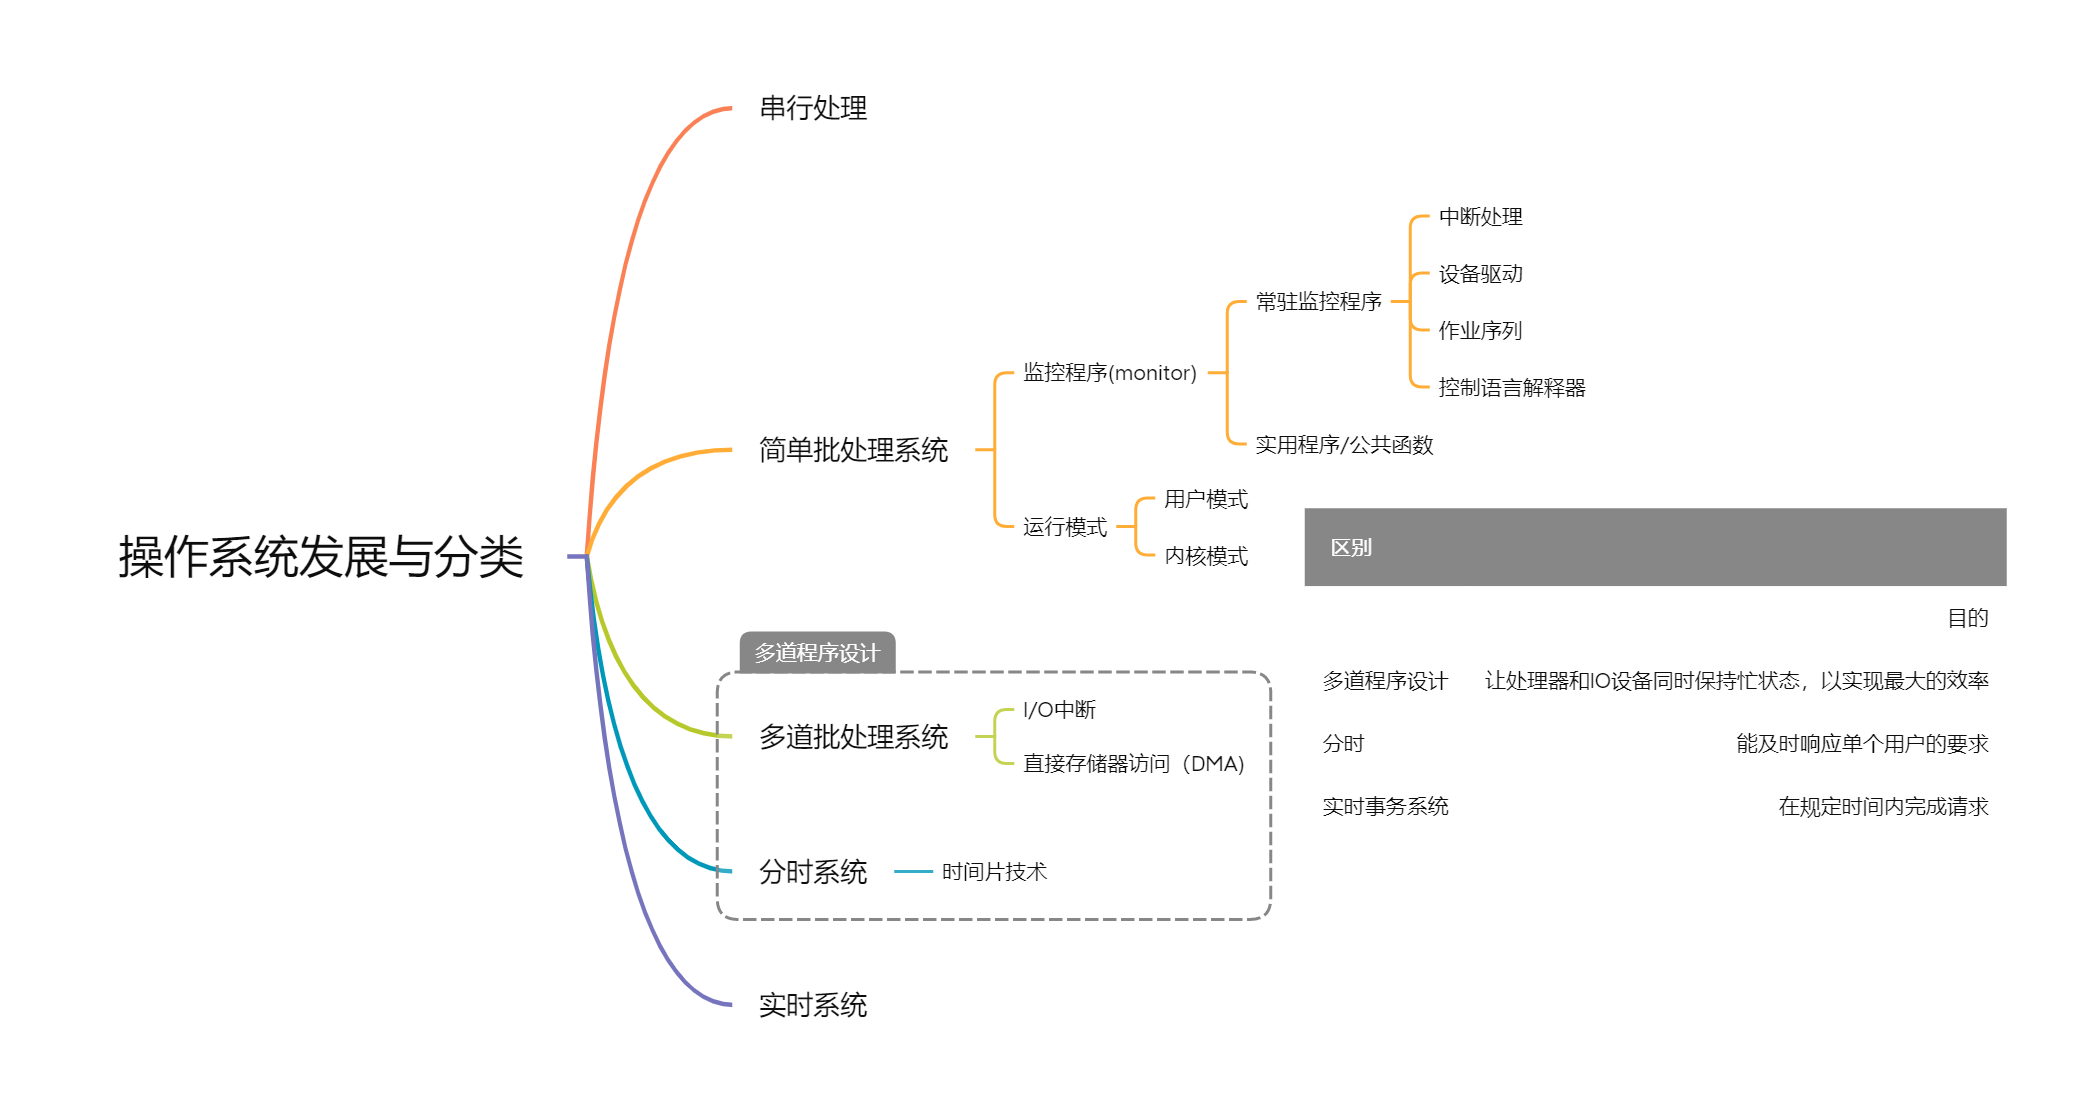 操作系统发展与分类
串行处理
简单批处理系统
监控程序(monitor)
常驻监控程序
中断处理
设备驱动
作业序列
控制语言解释器
实用程序/公共函数
运行模式
用户模式
内核模式
多道程序设计
多道批处理系统
I/O中断
直接存储器访问（DMA)
分时系统
时间片技术
实时系统
区别
目的
多道程序设计 让处理器和IO设备同时保持忙状态，以实现最大的效率
分时 能及时响应单个用户的要求
实时事务系统 在规定时间内完成请求